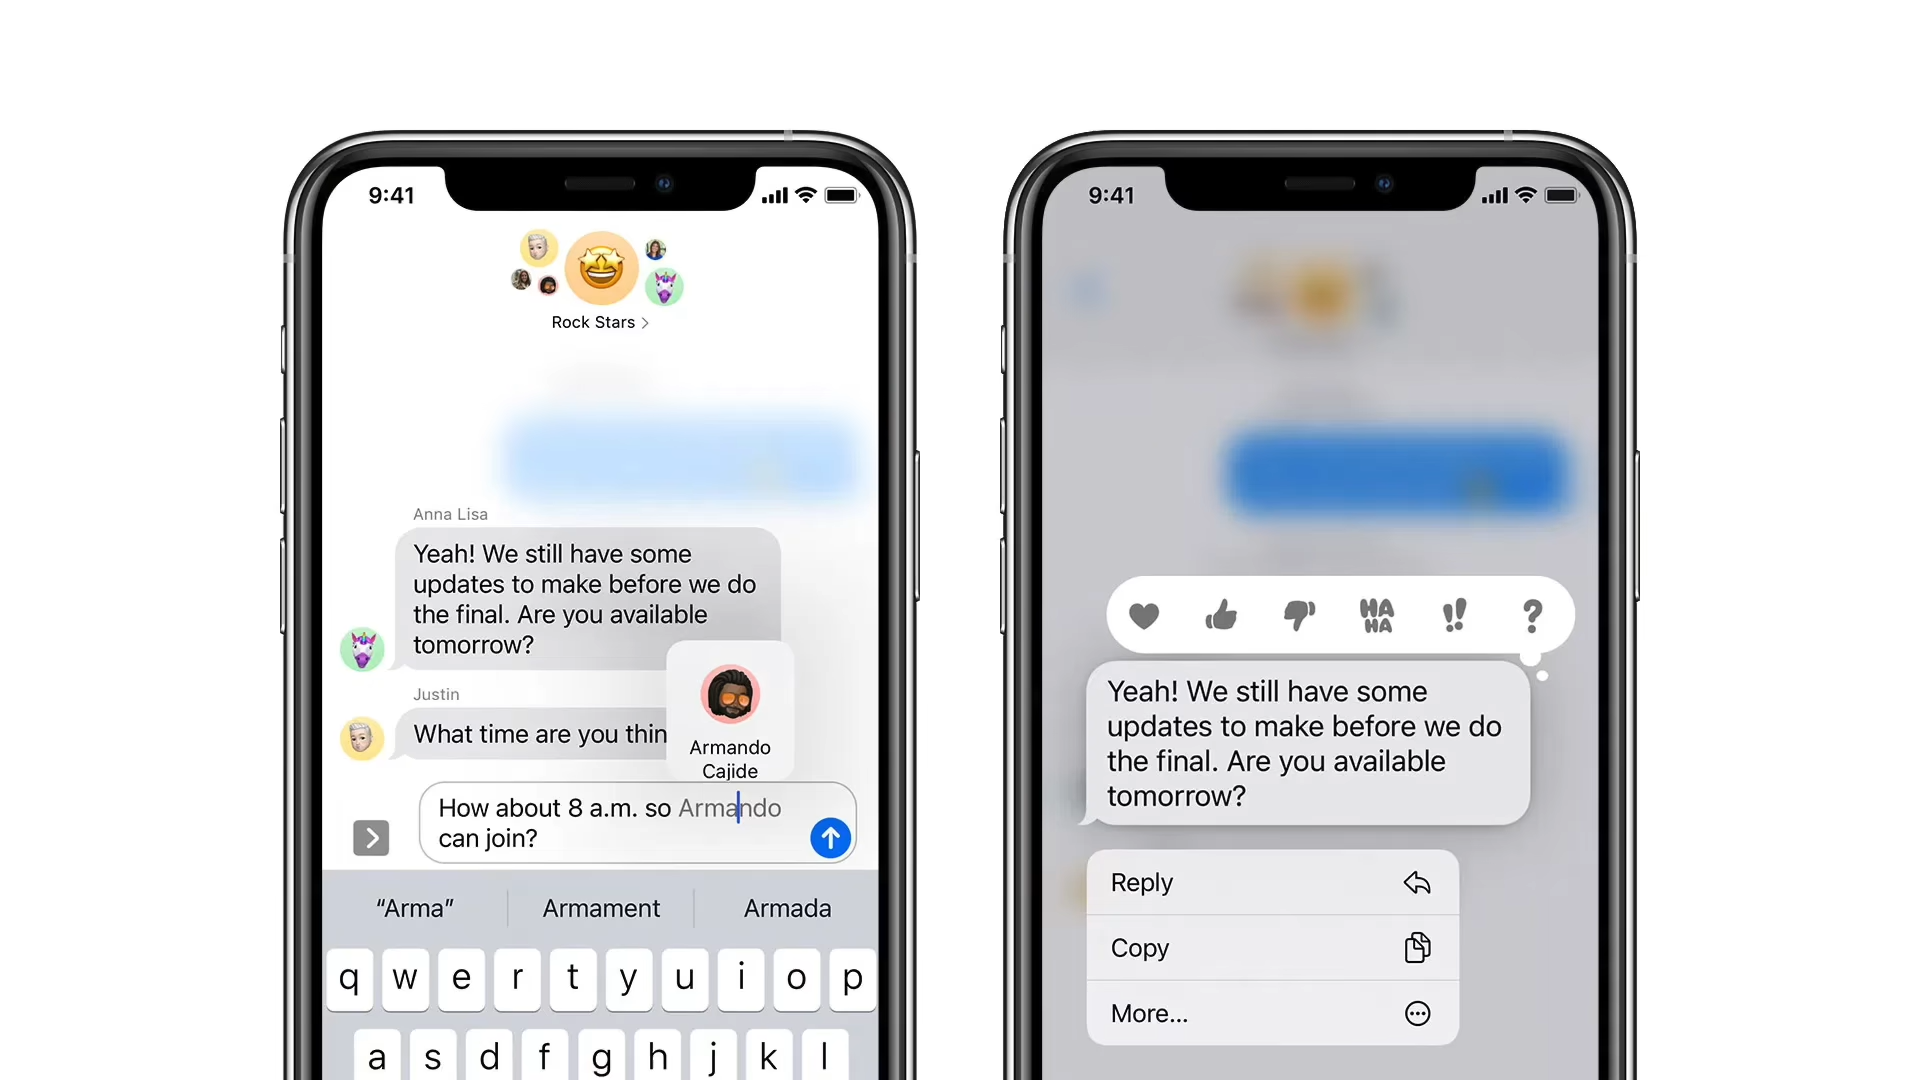 9:41
Rock Stars
Anna Lisa
Yeah! We still have some
updates to make before we do
the final. Are you available
tomorrow?
Justin
What time are you thin
Armando
Cajide
How about 8 a.m. so Armando
can join?
“Arma”
Armament
Armada
q w e r t y u i o p
a s d f g h j k l
9:41
HA
HA
!!
?
Yeah! We still have some
updates to make before we do
the final. Are you available
tomorrow?
Reply
Copy
More...